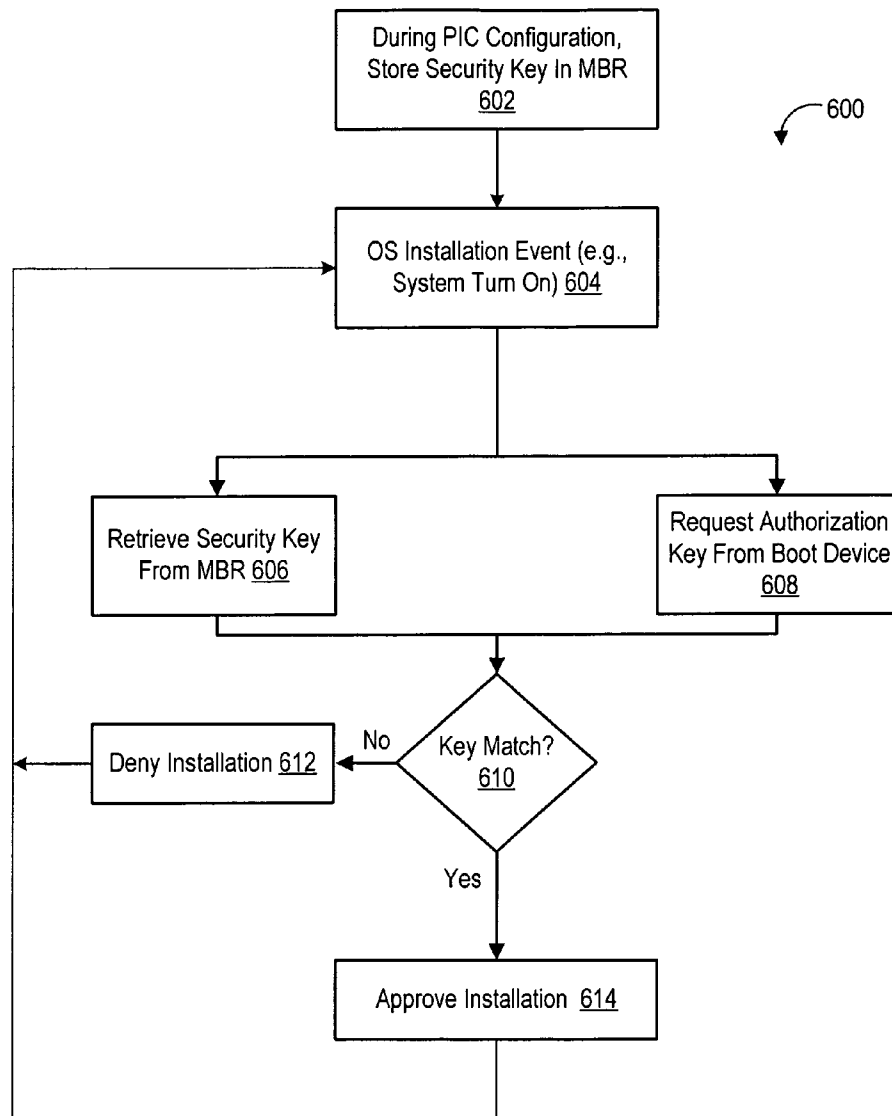 During PIC Configuration,
Store Security Key In MBR
602
600
OS Installation Event (e.g.,
System Turn On) 604
Retrieve Security Key
From MBR 606
Request Authorization
Key From Boot Device
608
Key Match?
610
No
Deny Installation 612
Yes
Approve Installation 614